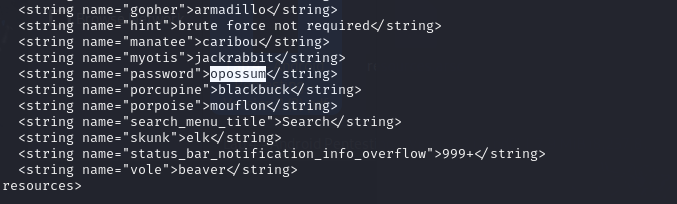 <string name="gopher">armadillo</string>
<string name="hint">brute force not required</string>
<string name="manatee">caribou</string>
<string name="myotis">jackrabbit</string>
<string name="password">opossum</string>
<string name="porcupine">blackbuck</string>
<string name="porpoise">mouflon</string>
<string name="search_menu_title">Search</string>
<string name="skunk">elk</string>
<string name="status_bar_notification_info_overflow">999+</string>
<string name="vole">beaver</string>
resources>